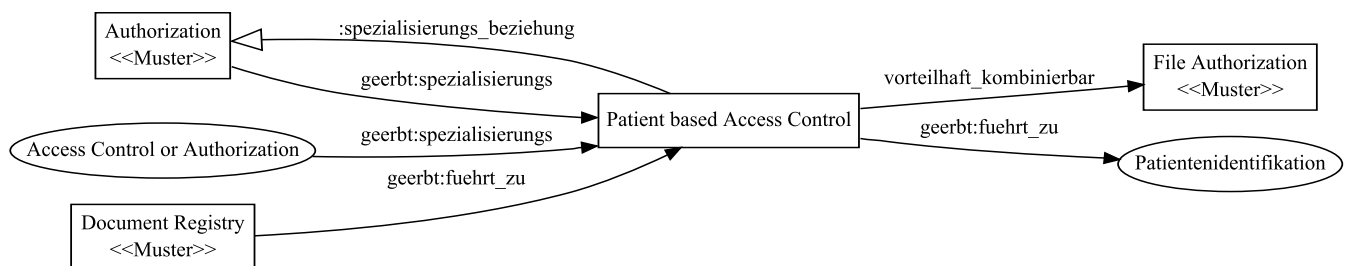 Authorization
<<Muster>>
:spezialisierungs_beziehung
geerbt:spezialisierungs
Access Control or Authorization
geerbt:spezialisierungs
geerbt:fuehrt_zu
Document Registry
<<Muster>>
Patient based Access Control
vorteilhaft_kombinierbar
geerbt:fuehrt_zu
File Authorization
<<Muster>>
Patientenidentifikation